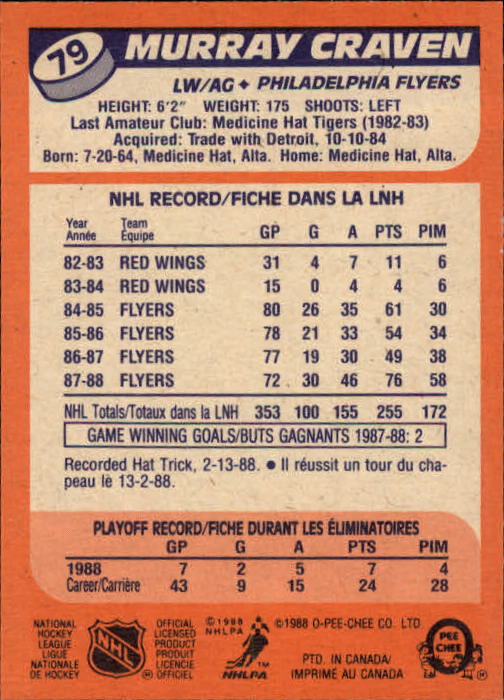 79
MURRAY CRAVEN
LW/AG ♦ PHILADELPHIA FLYERS
HEIGHT: 6'2" WEIGHT: 175 SHOOTS: LEFT
Last Amateur Club: Medicine Hat Tigers (1982-83)
Acquired: Trade with Detroit, 10-10-84
Born: 7-20-64, Medicine Hat, Alta. Home: Medicine Hat, Alta.
NHL RECORD/FICHE DANS LA LNH
Year Team
Année Équipe GP G A PTS PIM
82-83 RED WINGS 31 4 7 11 6
83-84 RED WINGS 15 0 4 4 6
84-85 FLYERS 80 26 35 61 30
85-86 FLYERS 78 21 33 54 34
86-87 FLYERS 77 19 30 49 38
87-88 FLYERS 72 30 46 76 58
NHL Totals/Totaux dans la LNH 353 100 155 255 172
GAME WINNING GOALS/BUTS GAGNANTS 1987-88: 2
Recorded Hat Trick, 2-13-88. ● Il réussit un tour du cha-
peau le 13-2-88.
PLAYOFF RECORD/FICHE DURANT LES ÉLIMINATOIRES
GP G A PTS PIM
1988 7 2 5 7 4
Career/Carrière 43 9 15 24 28
NATIONAL
HOCKEY
LEAGUE
LIGUE
NATIONALE
DE HOCKEY
NHL
OFFICIAL
LICENSED
PRODUCT
PRODUIT
LICENCIE
OFFICIEL
© 1988
NHLPA
NHLPA
TM
©1988 O-PEE-CHEE CO. LTD
PTD. IN CANADA/
IMPRIMÉ AU CANADA
PEE
CHEE